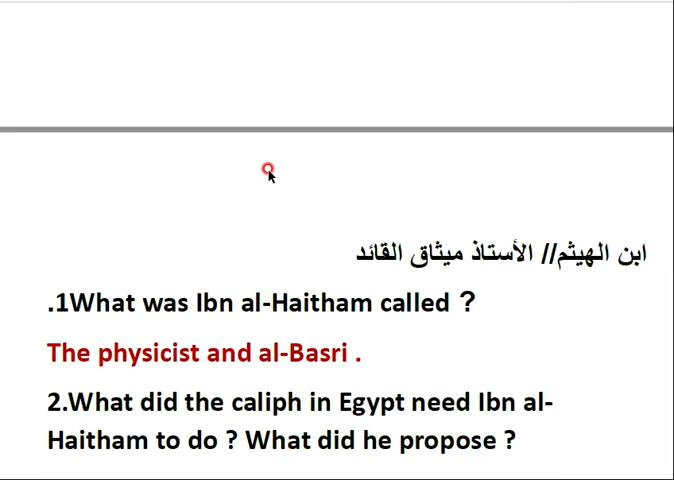 ابن الهيثم// الأستاذ ميثاق القائد
.1What was Ibn al-Haitham called ?
The physicist and al-Basri .
2.What did the caliph in Egypt need Ibn al-
Haitham to do ? What did he propose ?